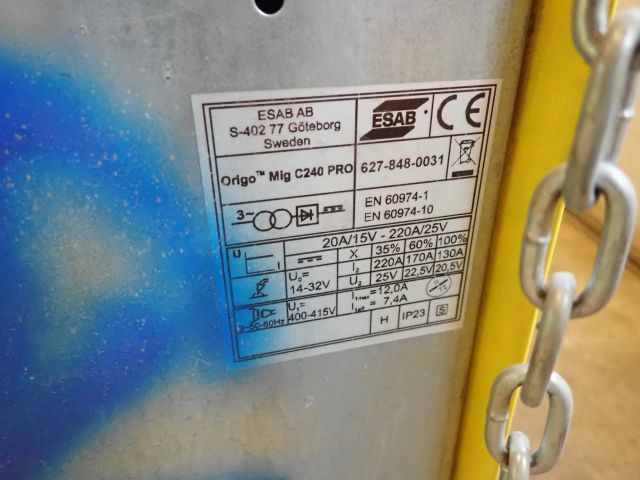 ESAB AB
S-402 77 Göteborg
Sweden
ESAB
CE
Origo™ Mig C240 PRO
627-848-0031
3~
EN 60974-1
EN 60974-10
20A/15V - 220A/25V
U
I
X 35% 60% 100%
I2 220A 170A 130A
U2 25V 22,5V 20,5V
U0=
14-32V
U1=
400-415V
3~50-60Hz
I1max=12,0A
I1eff= 7,4A
H
IP23
S